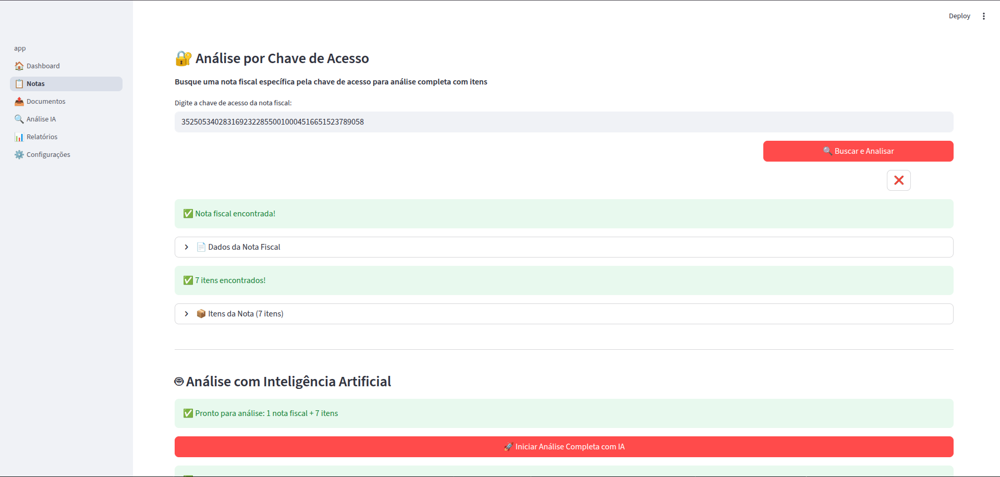 Deploy
app
Dashboard
Notas
Documentos
Análise IA
Relatórios
Configurações
Análise por Chave de Acesso
Busque uma nota fiscal específica pela chave de acesso para análise completa com itens
Digite a chave de acesso da nota fiscal:
35250534028316923228550010004516651523789058
Buscar e Analisar
Nota fiscal encontrada!
Dados da Nota Fiscal
7 itens encontrados!
Itens da Nota (7 itens)
Análise com Inteligência Artificial
Pronto para análise: 1 nota fiscal + 7 itens
Iniciar Análise Completa com IA